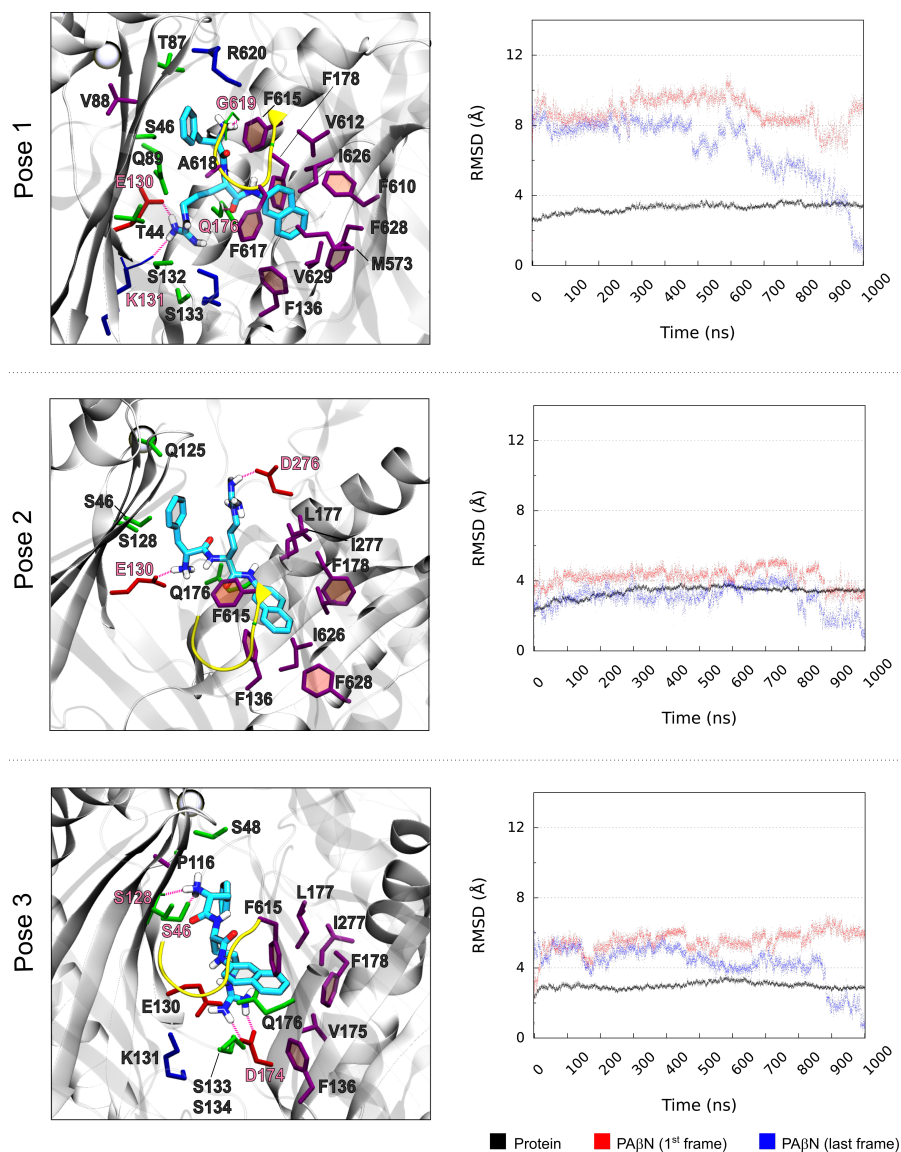 Pose 1
T87
R620
F178
V88
G619
F615
V612
S46
Q89
A618
I626
E130
F610
T44
Q176
F617
F628
S132
V629
M573
K131
S133
F136
RMSD (Å)
12
8
4
0
0 100 200 300 400 500 600 700 800 900 1000
Time (ns)
Pose 2
Q125
D276
S46
L177
S128
I277
E130
F178
Q176
F615
I626
F136
F628
RMSD (Å)
12
8
4
0
0 100 200 300 400 500 600 700 800 900 1000
Time (ns)
Pose 3
S48
P116
S128
L177
F615
S46
I277
F178
E130
Q176
V175
K131
S133
D174
S134
F136
RMSD (Å)
12
8
4
0
0 100 200 300 400 500 600 700 800 900 1000
Time (ns)
Protein PAβN (1st frame) PAβN (last frame)